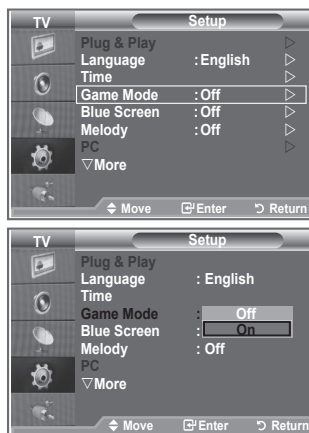 TV Setup
Plug & Play ▷
Language : English ▷
Time ▷
Game Mode : Off ▷
Blue Screen : Off ▷
Melody : Off ▷
PC ▷
▽More
Move Enter Return
TV Setup
Plug & Play
Language : English
Time
Game Mode : Off
Blue Screen : On
Melody : Off
PC
▽More
Move Enter Return